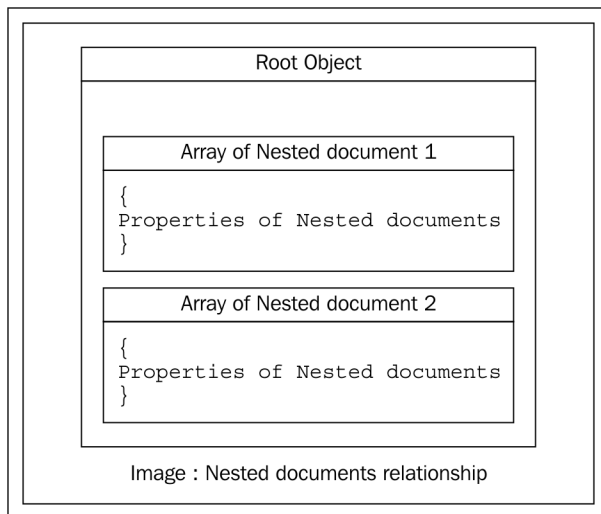 Root Object
Array of Nested document 1
{
Properties of Nested documents
}
Array of Nested document 2
{
Properties of Nested documents
}
Image : Nested documents relationship